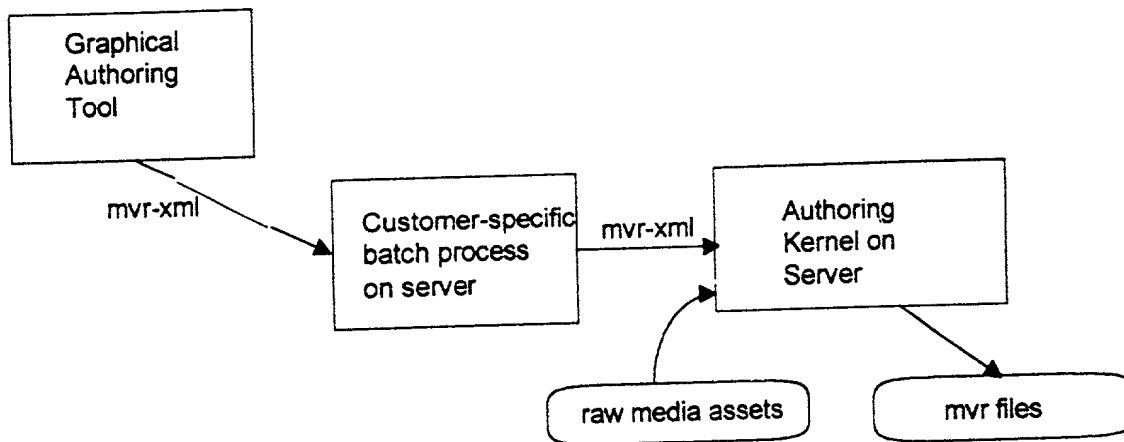 Graphical
Authoring
Tool
mvr-xml
Customer-specific
batch process
on server
mvr-xml
Authoring
Kernel on
Server
raw media assets
mvr files